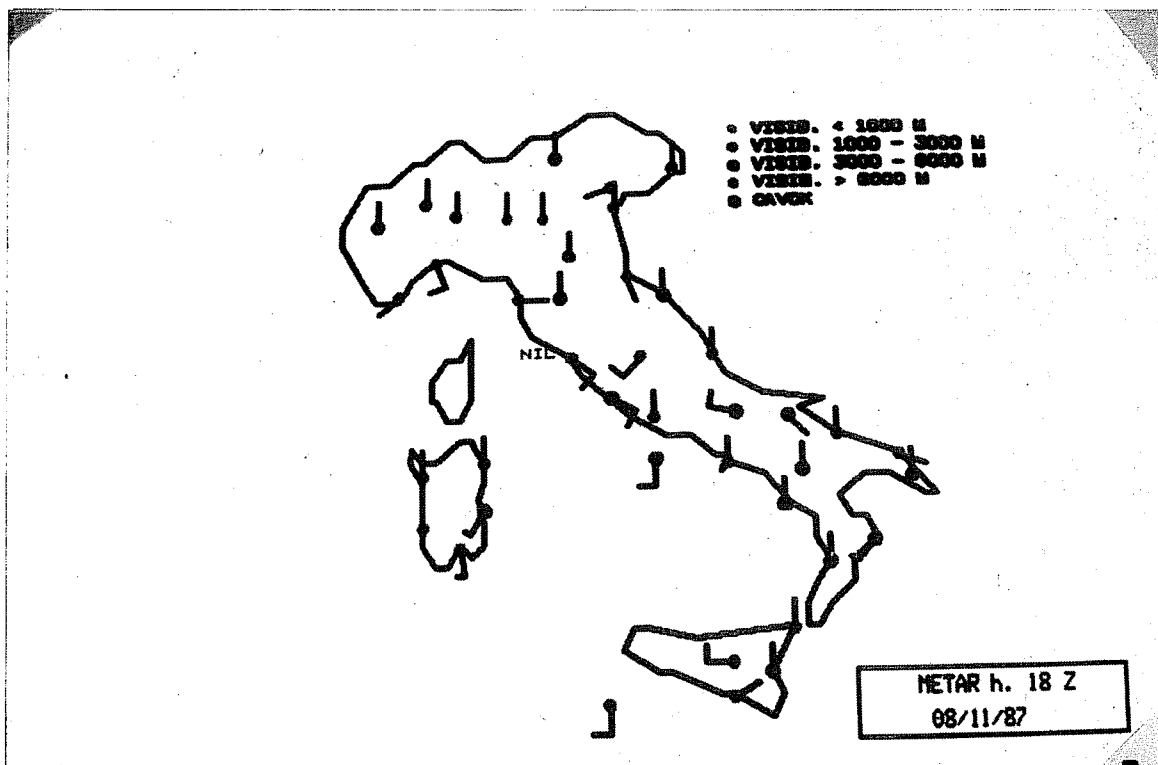 VISIB. < 1000 M
VISIB. 1000 - 3000 M
VISIB. 3000 - 8000 M
VISIB. > 8000 M
CAVOK
NIL
METAR h. 18 Z
08/11/87